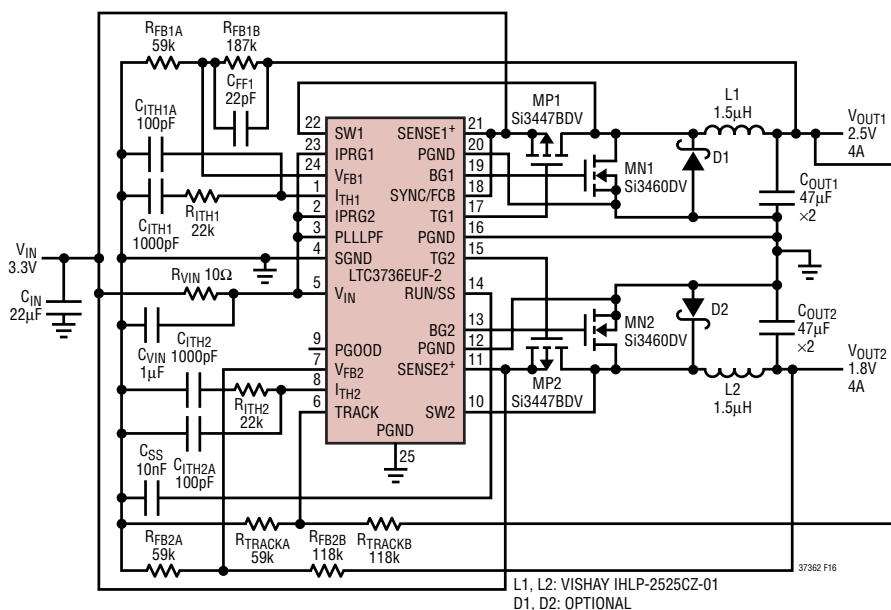 RFB1A
59k
RFB1B
187k
CFF1
22pF
CITH1A
100pF
CITH1
1000pF
RITH1
22k
VIN
3.3V
CIN
22µF
RVIN 10Ω
CVIN
1µF
CITH2
1000pF
RITH2
22k
CSS
10nF
CITH2A
100pF
RFB2A
59k
RTRACKA
59k
RFB2B
118k
RTRACKB
118k
22
23
24
1
2
3
4
5
9
7
8
6
SW1
IPRG1
VFB1
ITH1
IPRG2
PLLLPF
SGND
LTC3736EUF-2
VIN
PGOOD
VFB2
ITH2
TRACK
PGND
25
SENSE1+
PGND
BG1
SYNC/FCB
TG1
PGND
TG2
RUN/SS
BG2
PGND
SENSE2+
SW2
21
20
19
18
17
16
15
14
13
12
11
10
MP1
Si3447BDV
MN1
Si3460DV
D1
L1
1.5µH
VOUT1
2.5V
4A
COUT1
47µF
×2
MN2
Si3460DV
MP2
Si3447BDV
D2
L2
1.5µH
COUT2
47µF
×2
VOUT2
1.8V
4A
37362 F16
L1, L2: VISHAY IHLP-2525CZ-01
D1, D2: OPTIONAL